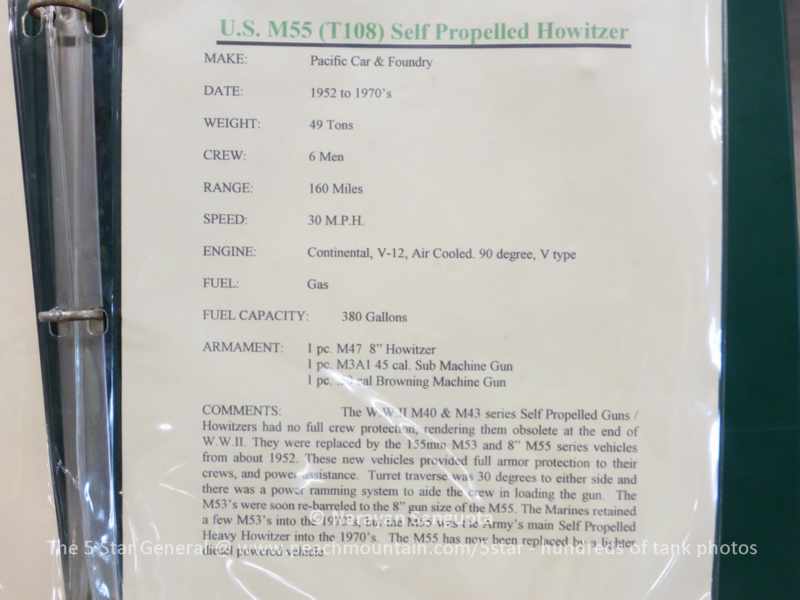 U.S. M55 (T108) Self Propelled Howitzer
MAKE: Pacific Car & Foundry
DATE: 1952 to 1970's
WEIGHT: 49 Tons
CREW: 6 Men
RANGE: 160 Miles
SPEED: 30 M.P.H.
ENGINE: Continental, V-12, Air Cooled. 90 degree, V type
FUEL: Gas
FUEL CAPACITY: 380 Gallons
ARMAMENT: 1 pc. M47 8" Howitzer
1 pc. M3A1 45 cal. Sub Machine Gun
1 pc. cal Browning Machine Gun
COMMENTS: The W.W.II M40 & M43 series Self Propelled Guns /
Howitzers had no full crew protection, rendering them obsolete at the end of
W.W.II. They were replaced by the 155mm M53 and 8" M55 series vehicles
from about 1952. These new vehicles provided full armor protection to their
crews, and power assistance. Turret traverse was 30 degrees to either side and
there was a power ramming system to aide the crew in loading the gun. The
M53's were soon re-barreled to the 8" gun size of the M55. The Marines retained
a few M53's into the M55 Army's main Self Propelled
Heavy Howitzer into the 1970's. The M55 has now been replaced by a lighter
diesel powered vehicle.
© Narayan Sengupta
The 5 Star General @ www.peachmountain.com/5star - hundreds of tank photos